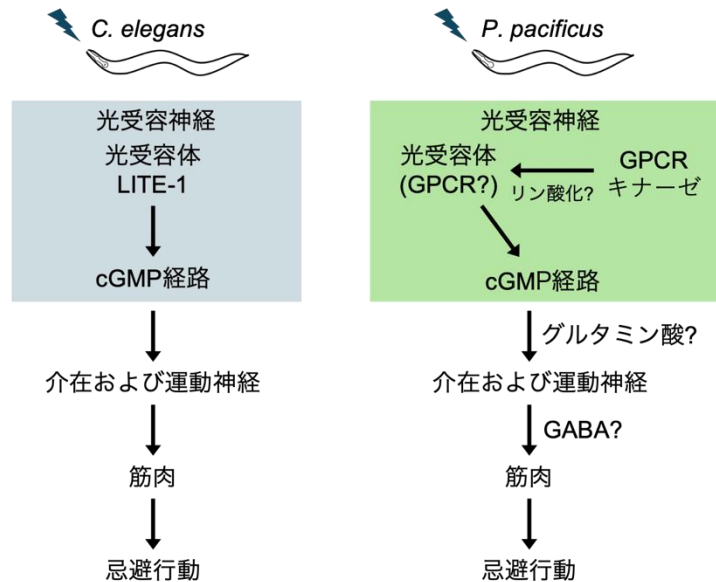 C. elegans
光受容神経
光受容体
LITE-1
cGMP経路
介在および運動神経
筋肉
忌避行動
P. pacificus
光受容神経
光受容体
(GPCR?)
リン酸化?
GPCR
キナーゼ
cGMP経路
グルタミン酸?
介在および運動神経
GABA?
筋肉
忌避行動